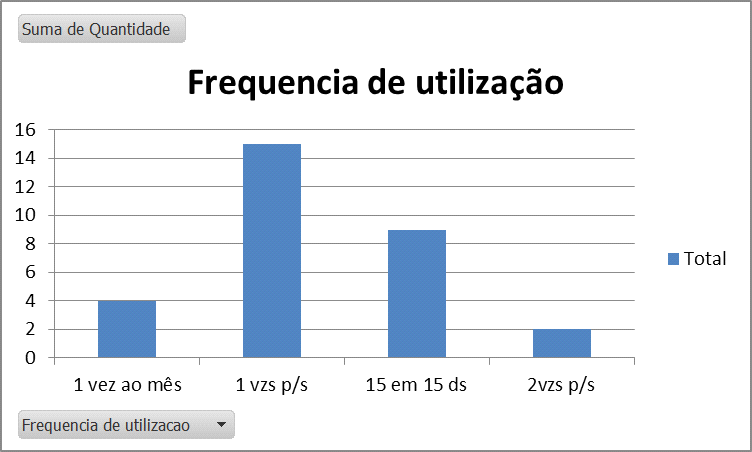 Suma de Quantidade
Frequencia de utilização
16
14
12
10
8
6
4
2
0
1 vez ao mês
1 vzs p/s
15 em 15 ds
2vzs p/s
Total
Frequencia de utilizacao